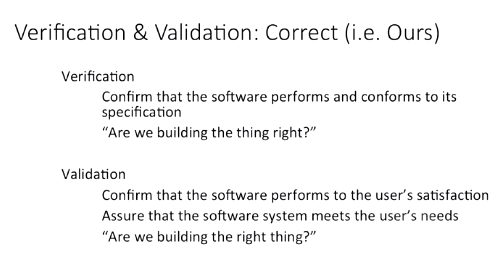 Verification & Validation: Correct (i.e. Ours)
Verification
Confirm that the software performs and conforms to its
specification
“Are we building the thing right?”
Validation
Confirm that the software performs to the user’s satisfaction
Assure that the software system meets the user’s needs
“Are we building the right thing?”